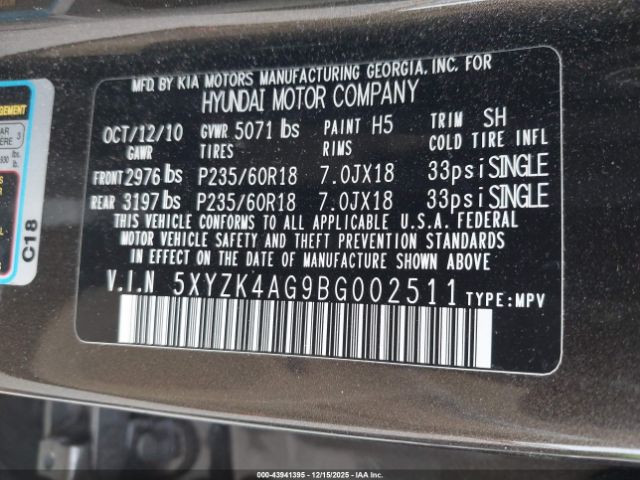 MFD. BY KIA MOTORS MANUFACTURING GEORGIA, INC. FOR
HYUNDAI MOTOR COMPANY
OCT/12/10 GVWR 5071 lbs PAINT H5 TRIM SH
GAWR TIRES RIMS COLD TIRE INFL
FRONT 2976 lbs P235/60R18 7.0JX18 33psi SINGLE
REAR 3197 lbs P235/60R18 7.0JX18 33psi SINGLE
THIS VEHICLE CONFORMS TO ALL APPLICABLE U.S.A. FEDERAL
MOTOR VEHICLE SAFETY AND THEFT PREVENTION STANDARDS
IN EFFECT ON THE DATE OF MANUFACTURE SHOWN ABOVE.
V.I.N 5XYZK4AG9BG002511 TYPE:MPV
C18
000-43941395 - 12/15/2025 - IAAI, Inc.